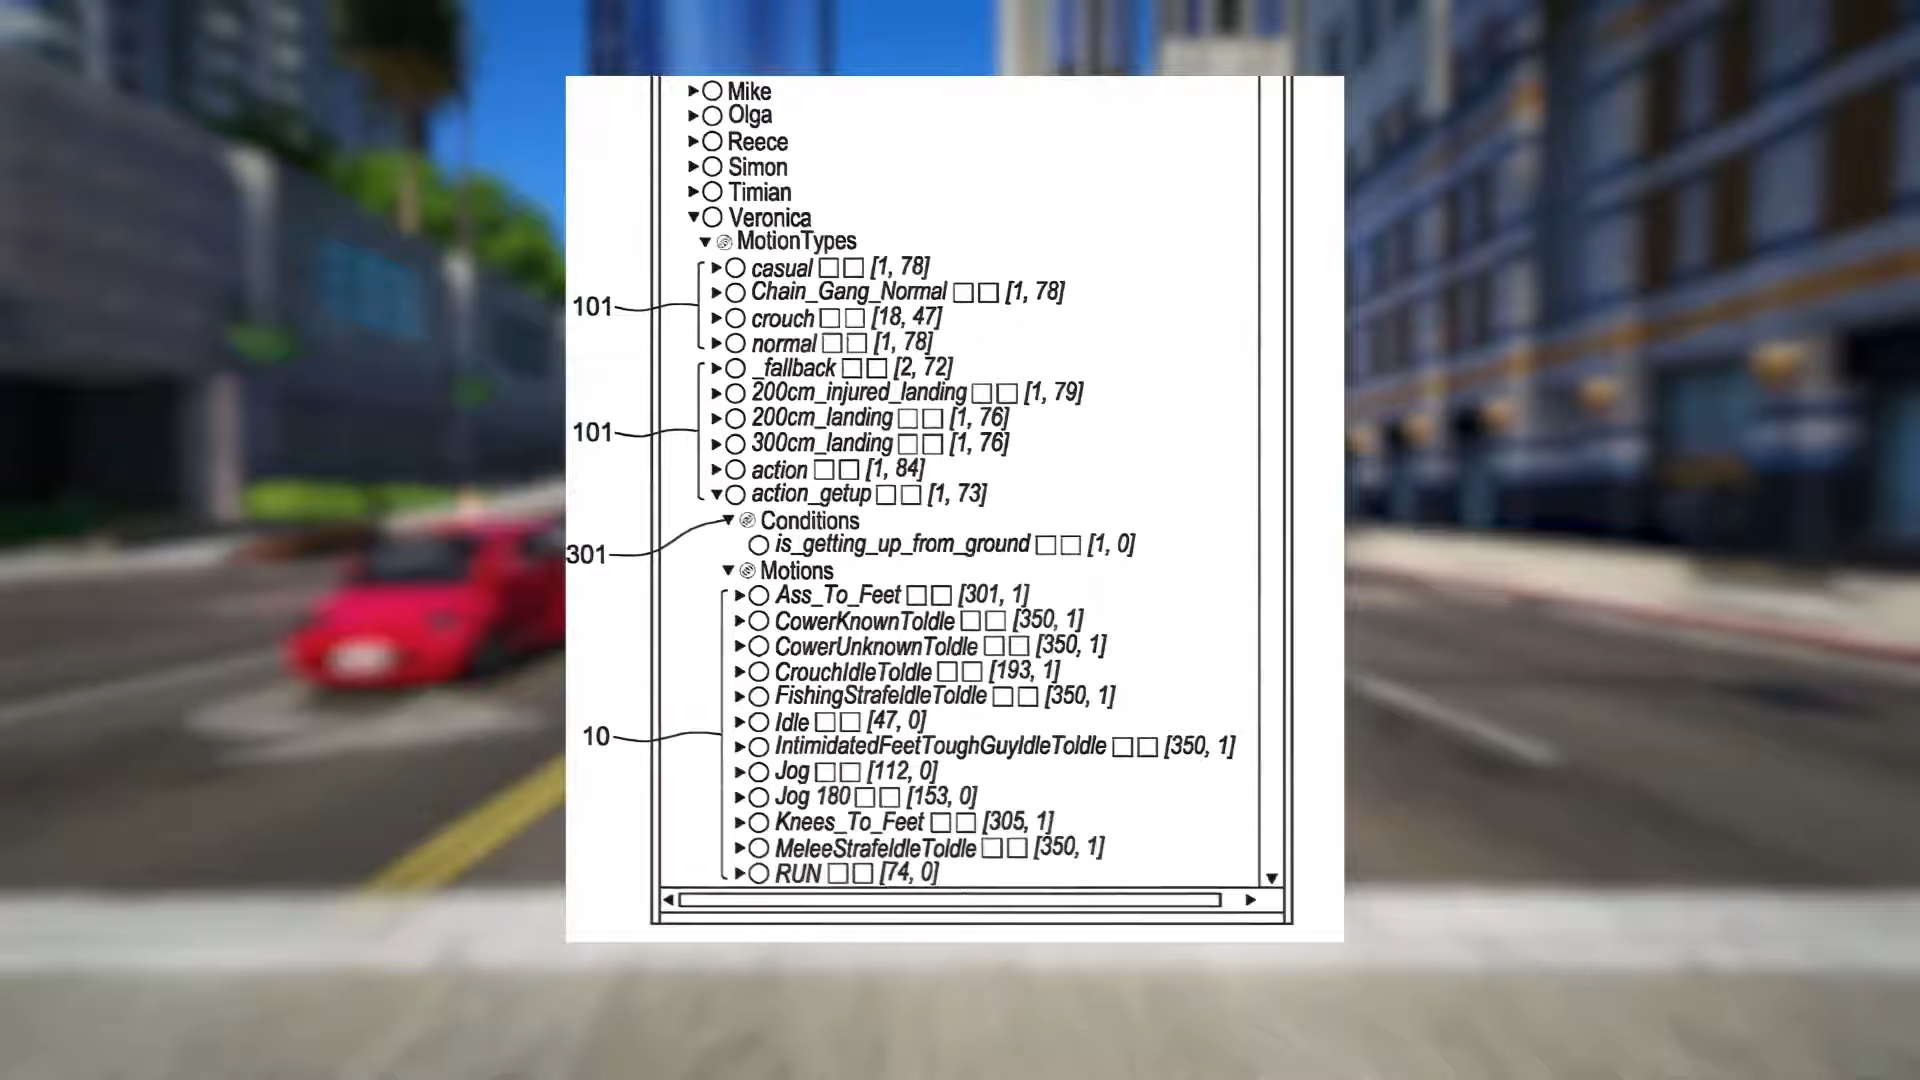 Mike
Olga
Reece
Simon
Timian
Veronica
MotionTypes
casual [1, 78]
Chain_Gang_Normal [1, 78]
101
crouch [18, 47]
normal [1, 78]
_fallback [2, 72]
200cm_injured_landing [1, 79]
200cm_landing [1, 76]
101
300cm_landing [1, 76]
action [1, 84]
action_getup [1, 73]
Conditions
301
is_getting_up_from_ground [1, 0]
Motions
Ass_To_Feet [301, 1]
CowerKnownToIdle [350, 1]
CowerUnknownToIdle [350, 1]
CrouchIdleToIdle [193, 1]
FishingStrafeIdleToIdle [350, 1]
Idle [47, 0]
10
IntimidatedFeetToughGuyIdleToIdle [350, 1]
Jog [112, 0]
Jog 180 [153, 0]
Knees_To_Feet [305, 1]
MeleeStrafeIdleToIdle [350, 1]
RUN [74, 0]